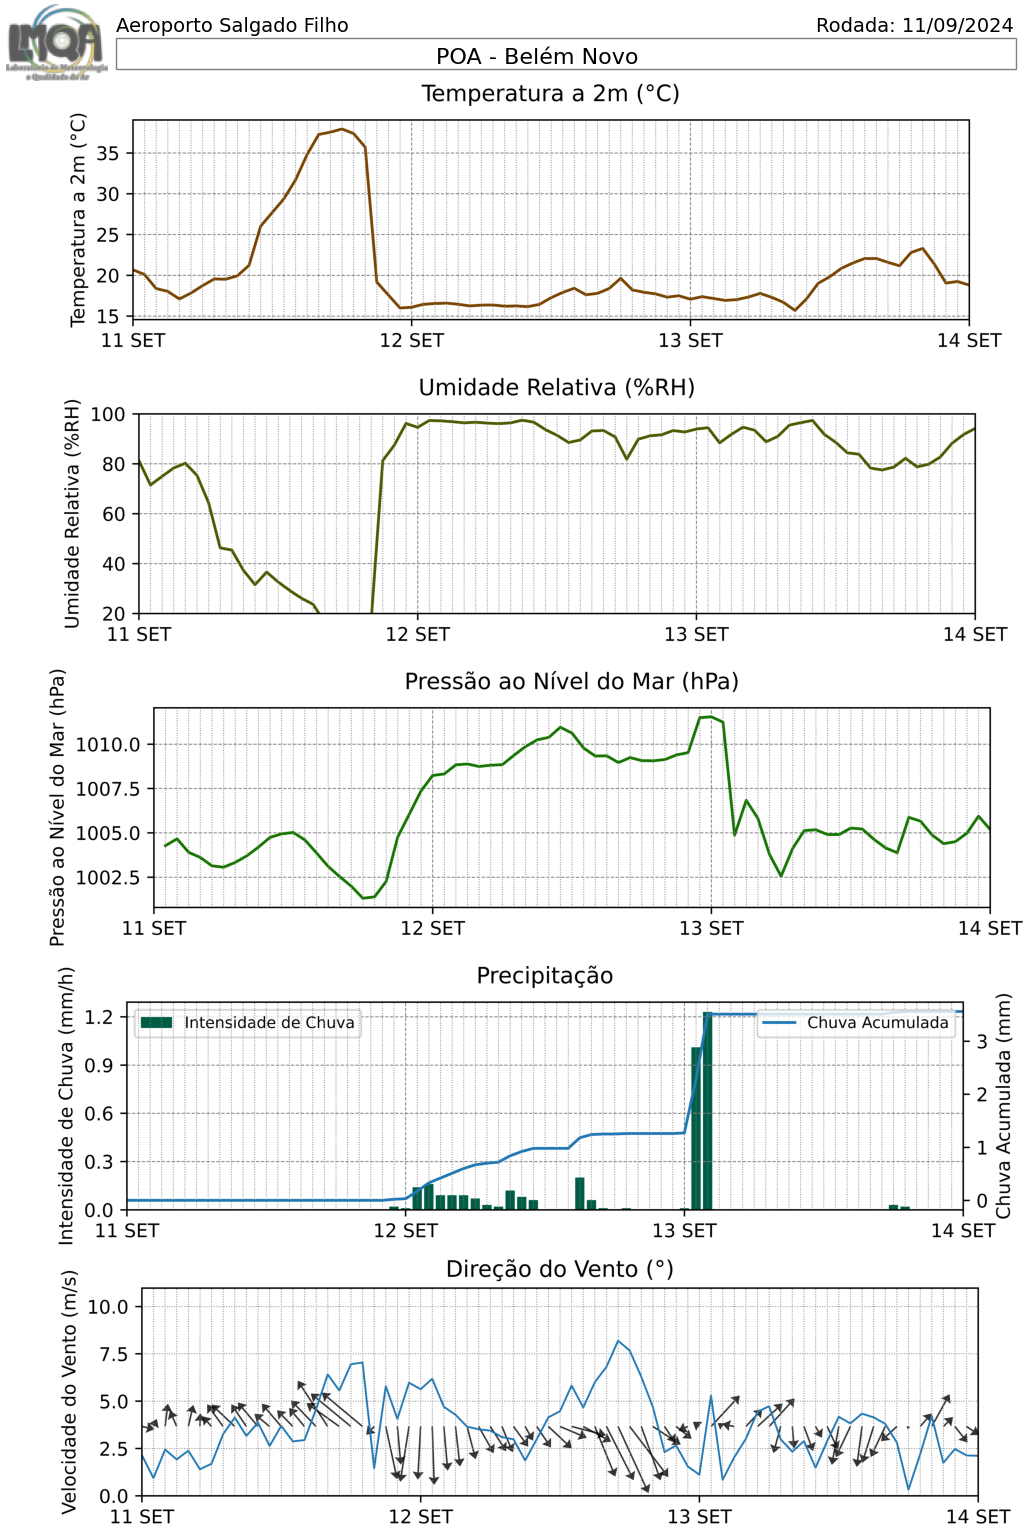 LMQA
Laboratório de Meteorologia
e Qualidade do Ar
Aeroporto Salgado Filho
Rodada: 11/09/2024
POA - Belém Novo
Temperatura a 2m (°C)
Temperatura a 2m (°C)
35
30
25
20
15
11 SET
12 SET
13 SET
14 SET
Umidade Relativa (%RH)
Umidade Relativa (%RH)
100
80
60
40
20
11 SET
12 SET
13 SET
14 SET
Pressão ao Nível do Mar (hPa)
Pressão ao Nível do Mar (hPa)
1010.0
1007.5
1005.0
1002.5
11 SET
12 SET
13 SET
14 SET
Precipitação
Intensidade de Chuva (mm/h)
1.2
0.9
0.6
0.3
0.0
Intensidade de Chuva
Chuva Acumulada
3
2
1
0
Chuva Acumulada (mm)
11 SET
12 SET
13 SET
14 SET
Direção do Vento (°)
Velocidade do Vento (m/s)
10.0
7.5
5.0
2.5
0.0
11 SET
12 SET
13 SET
14 SET